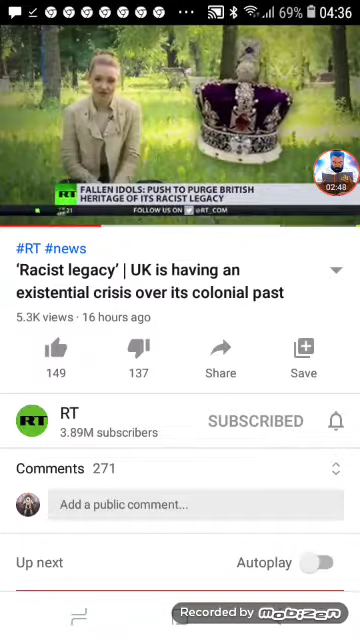 69% 04:36
02:48
RT FALLEN IDOLS: PUSH TO PURGE BRITISH
HERITAGE OF ITS RACIST LEGACY
FOLLOW US ON @RT_COM
#RT #news
‘Racist legacy’ | UK is having an
existential crisis over its colonial past
5.3K views · 16 hours ago
149 137 Share Save
RT RT SUBSCRIBED
3.89M subscribers
Comments 271
Add a public comment...
Up next Autoplay
Recorded by mobizen